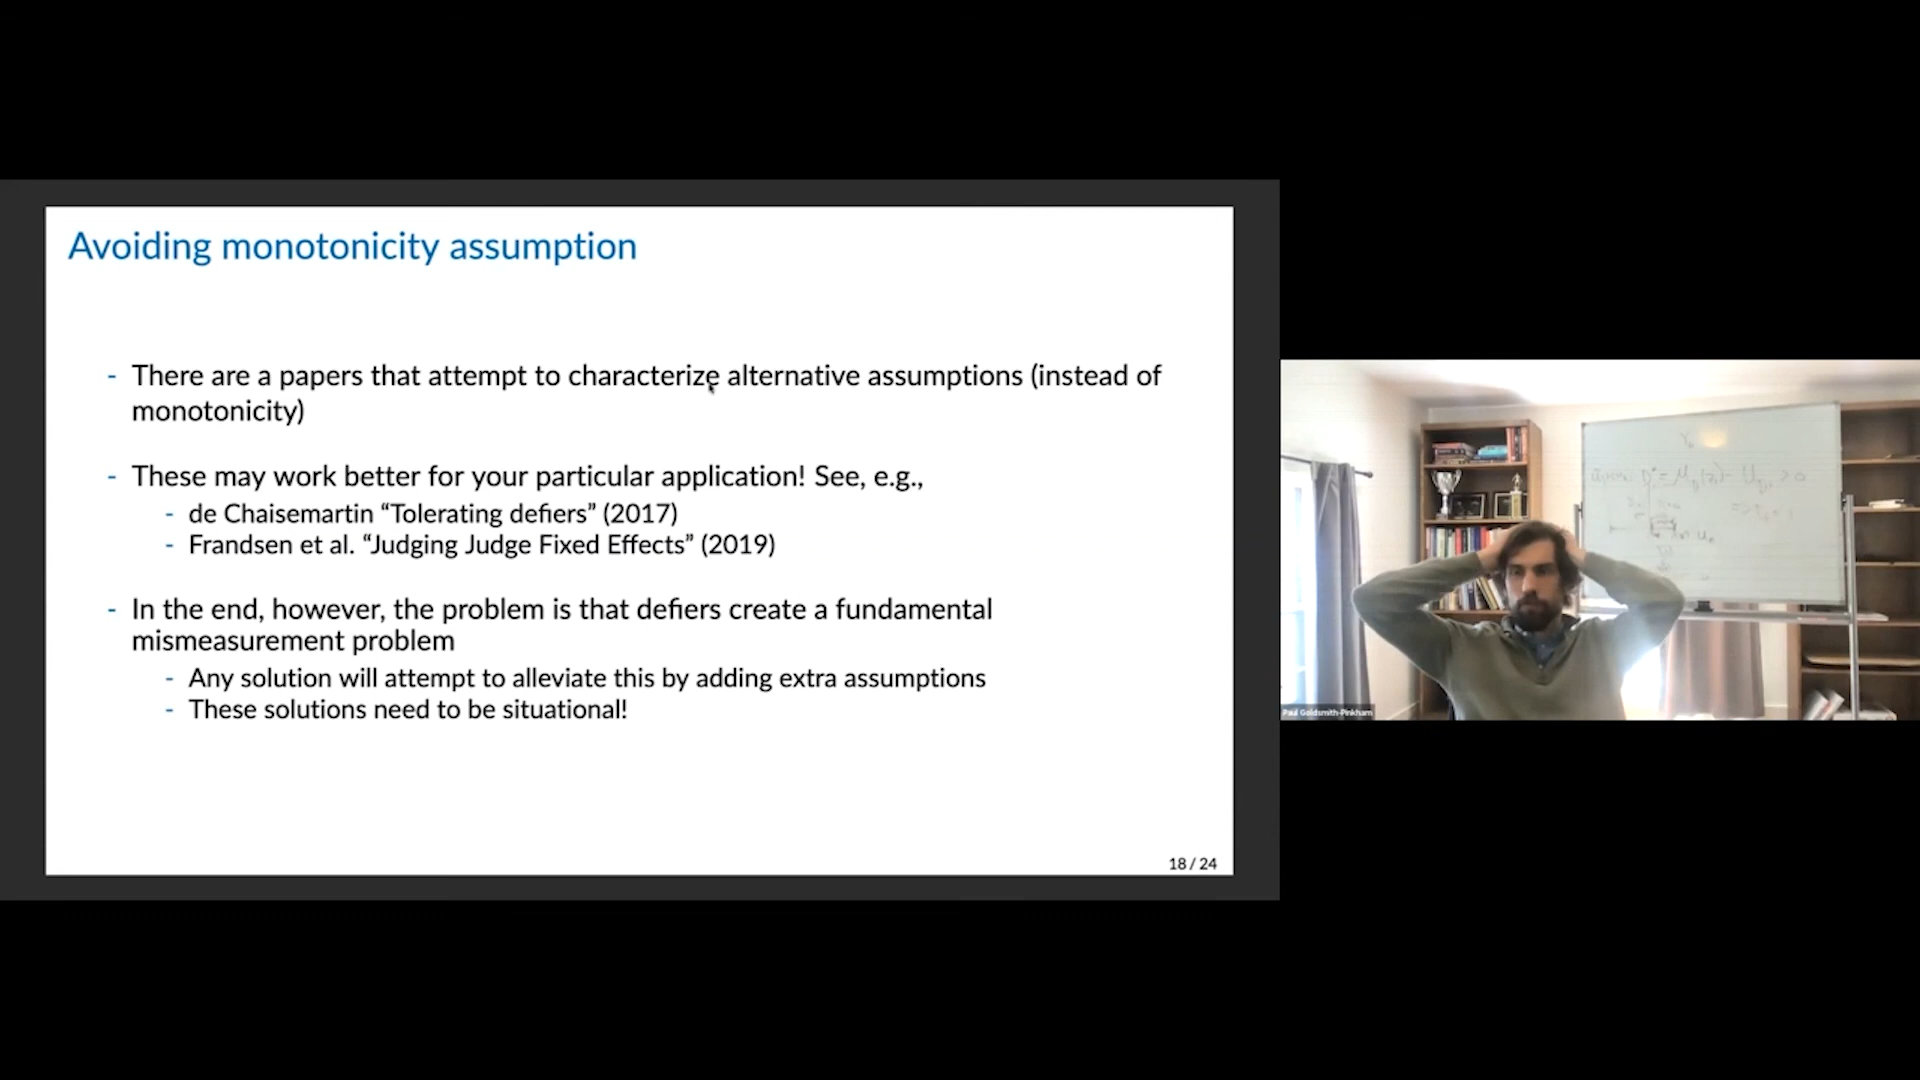 Avoiding monotonicity assumption
- There are a papers that attempt to characterize alternative assumptions (instead of
monotonicity)
- These may work better for your particular application! See, e.g.,
- de Chaisemartin “Tolerating defiers” (2017)
- Frandsen et al. “Judging Judge Fixed Effects” (2019)
- In the end, however, the problem is that defiers create a fundamental
mismeasurement problem
- Any solution will attempt to alleviate this by adding extra assumptions
- These solutions need to be situational!
18 / 24
Paul Goldsmith-Pinkham